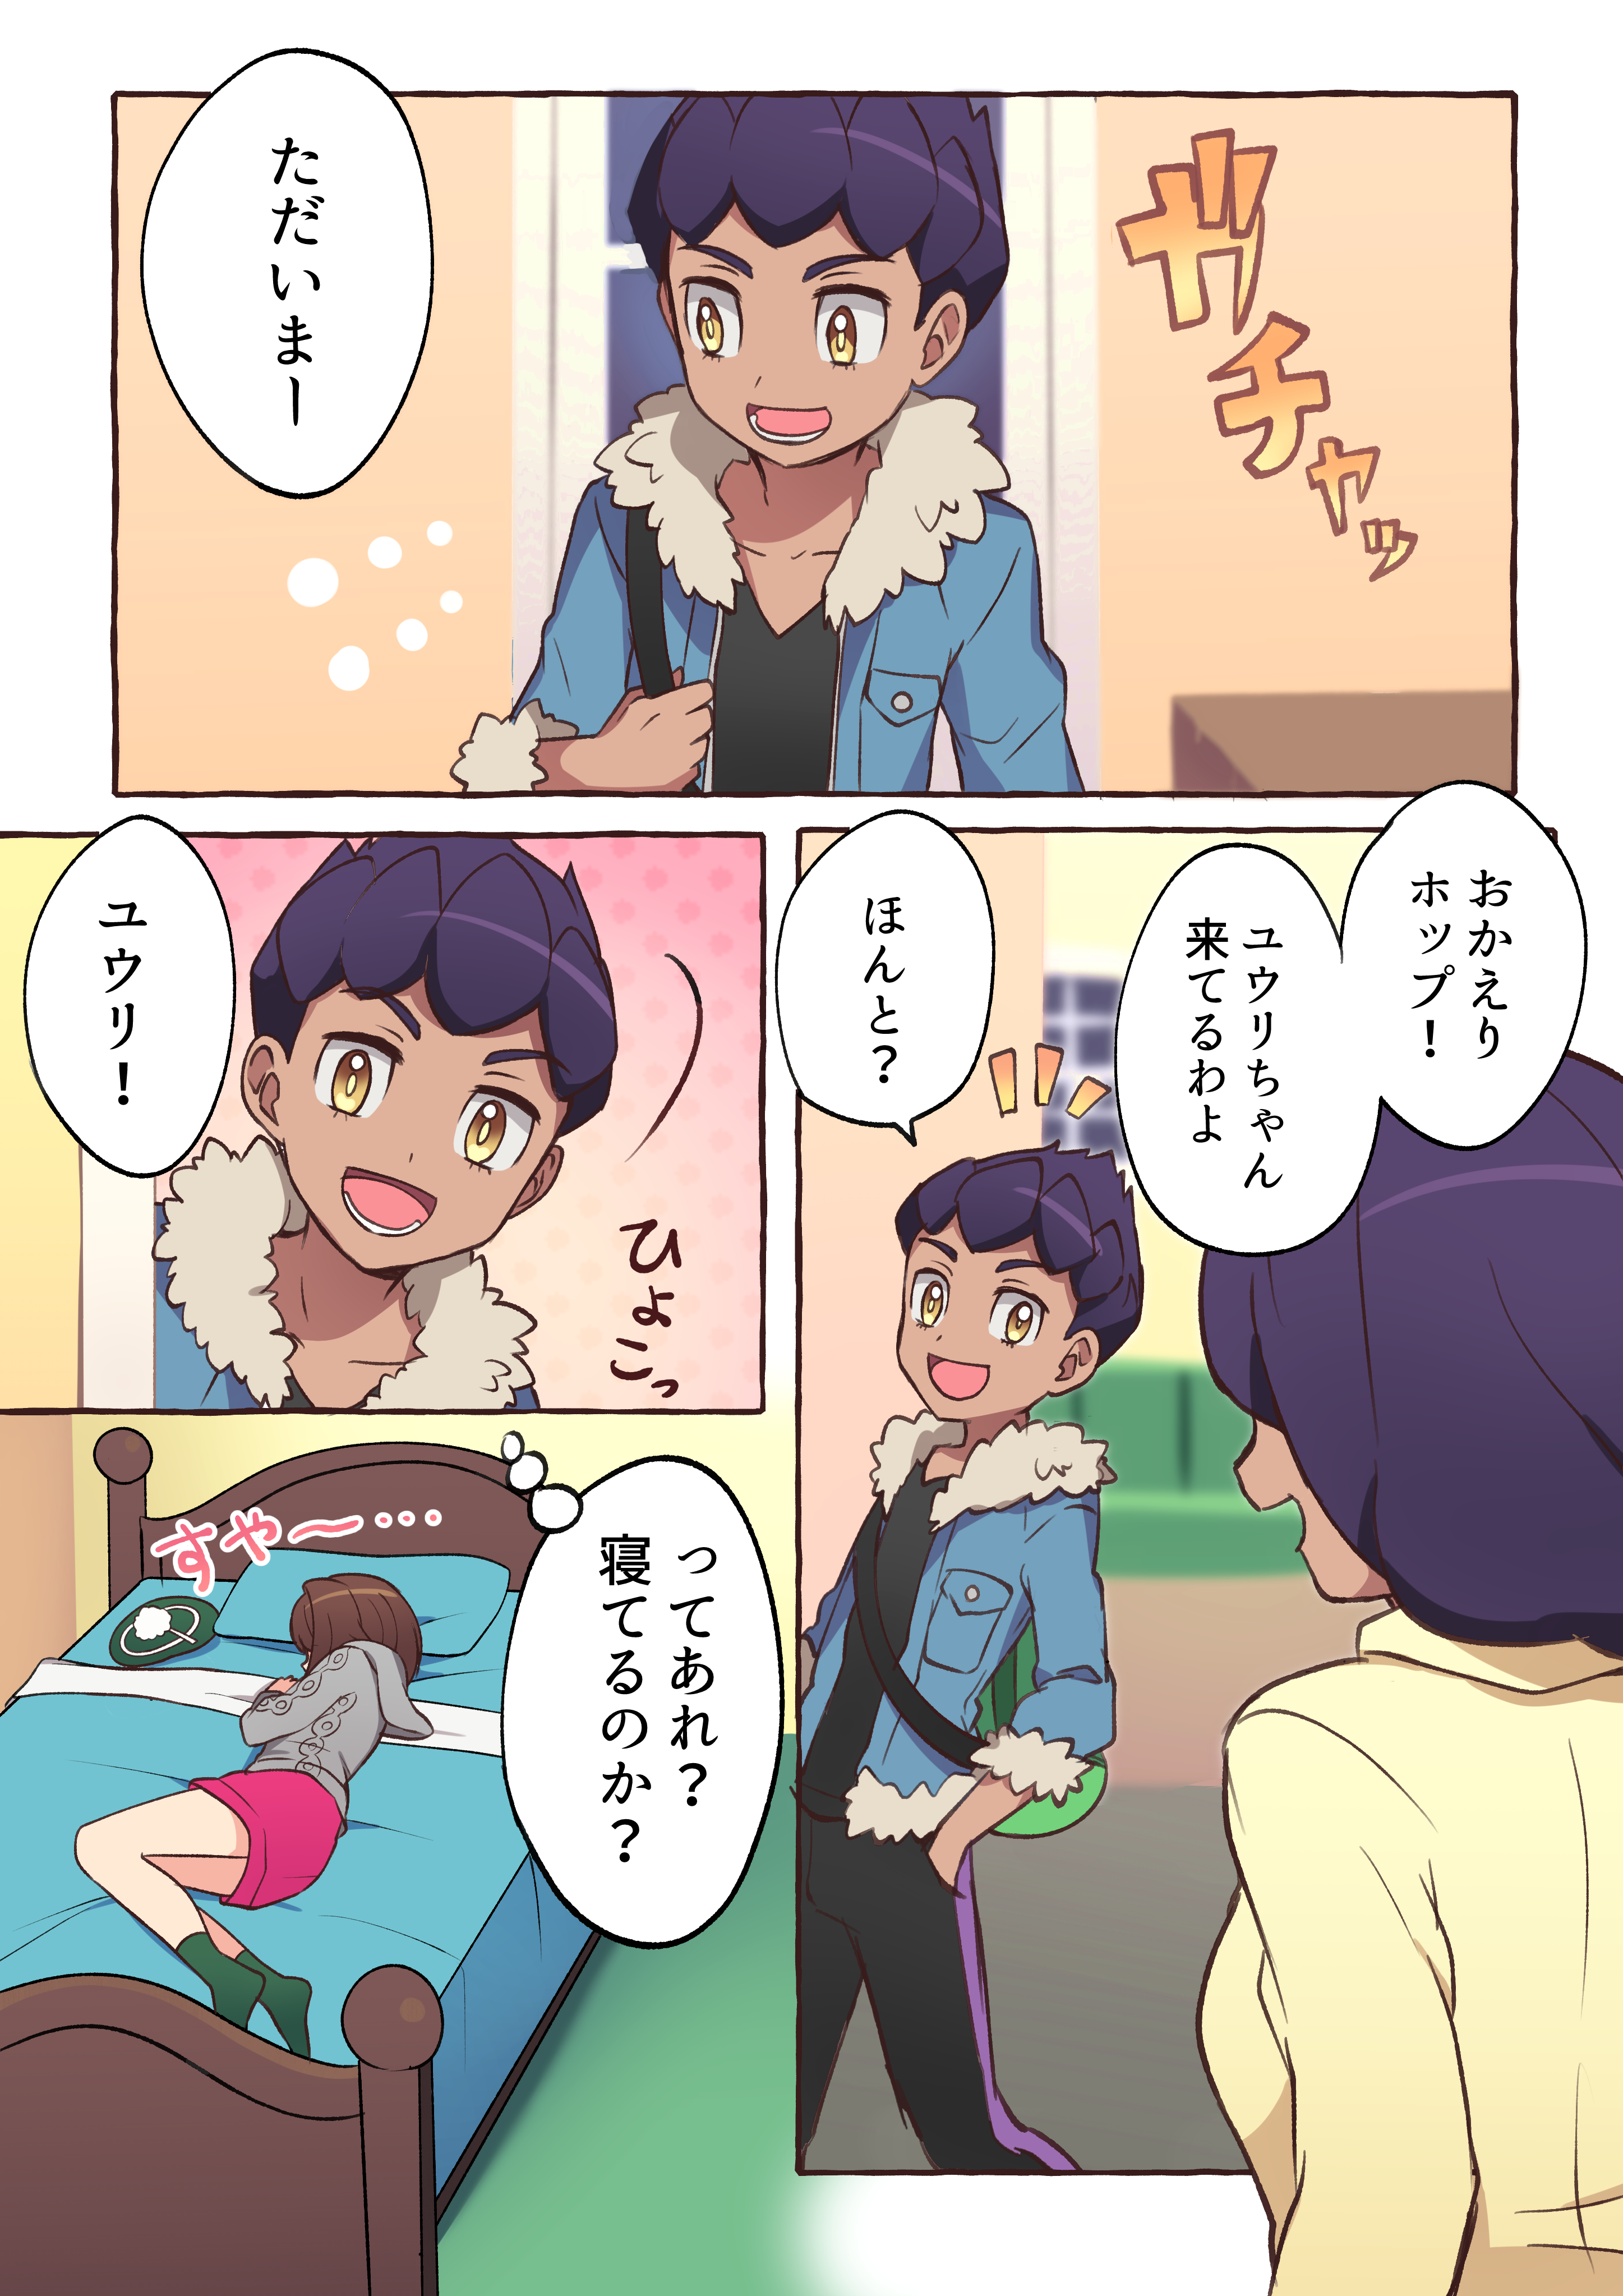 ガチャッ
ただいまー
おかえり
ホップ！
ユウリちゃん
来てるわよ
ほんと？
ユウリ！
ひょこっ
ってあれ？
寝てるのか？
すや〜…